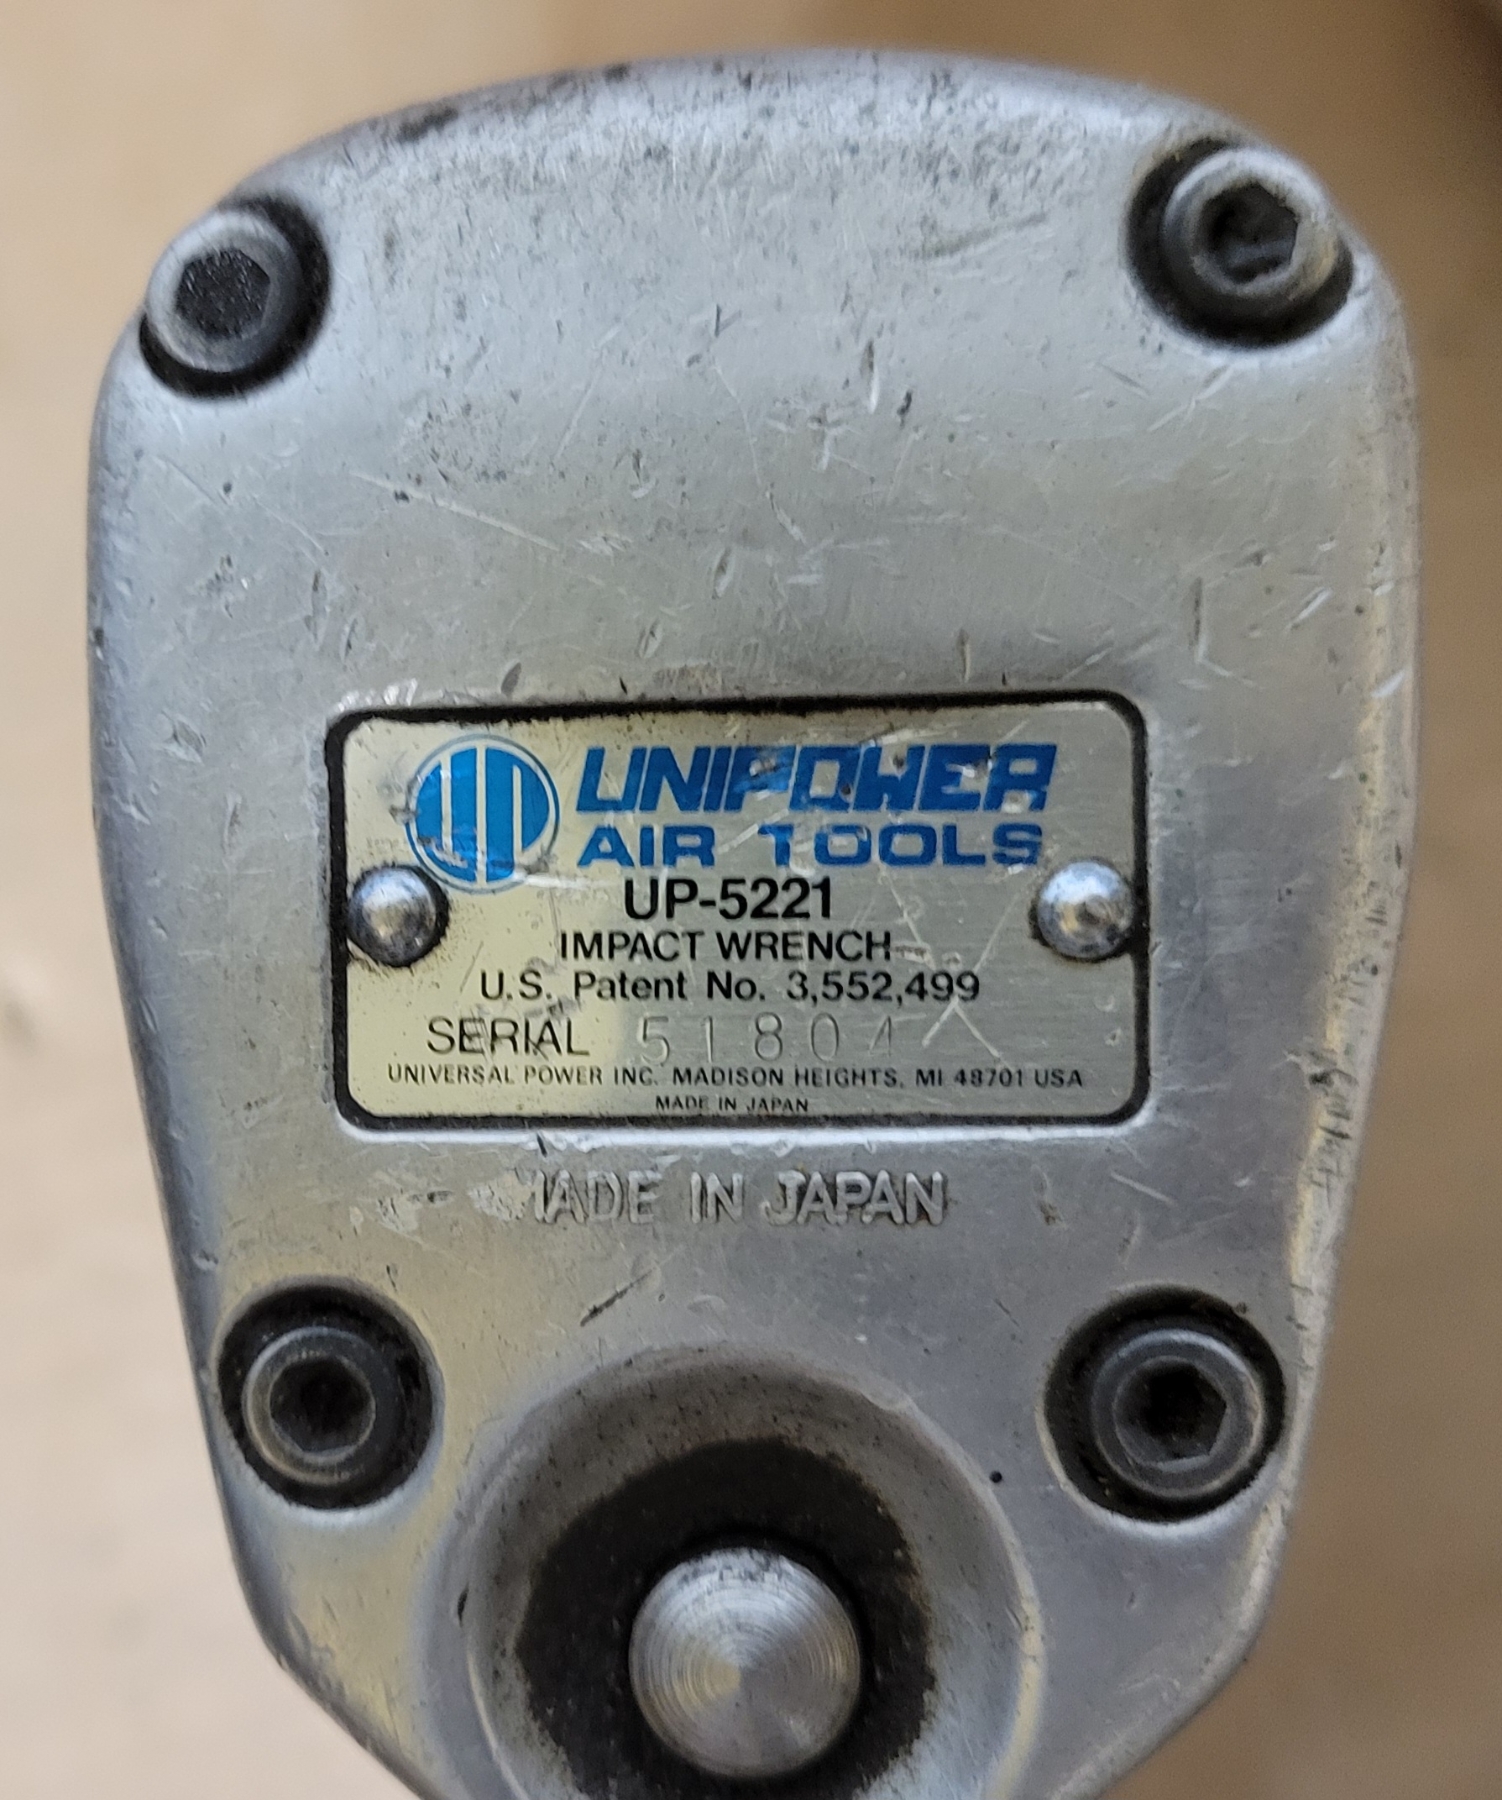 UNIPOWER
AIR TOOLS
UP-5221
IMPACT WRENCH
U.S. Patent No. 3,552,499
SERIAL 51804
UNIVERSAL POWER INC. MADISON HEIGHTS, MI 48701 USA
MADE IN JAPAN
MADE IN JAPAN